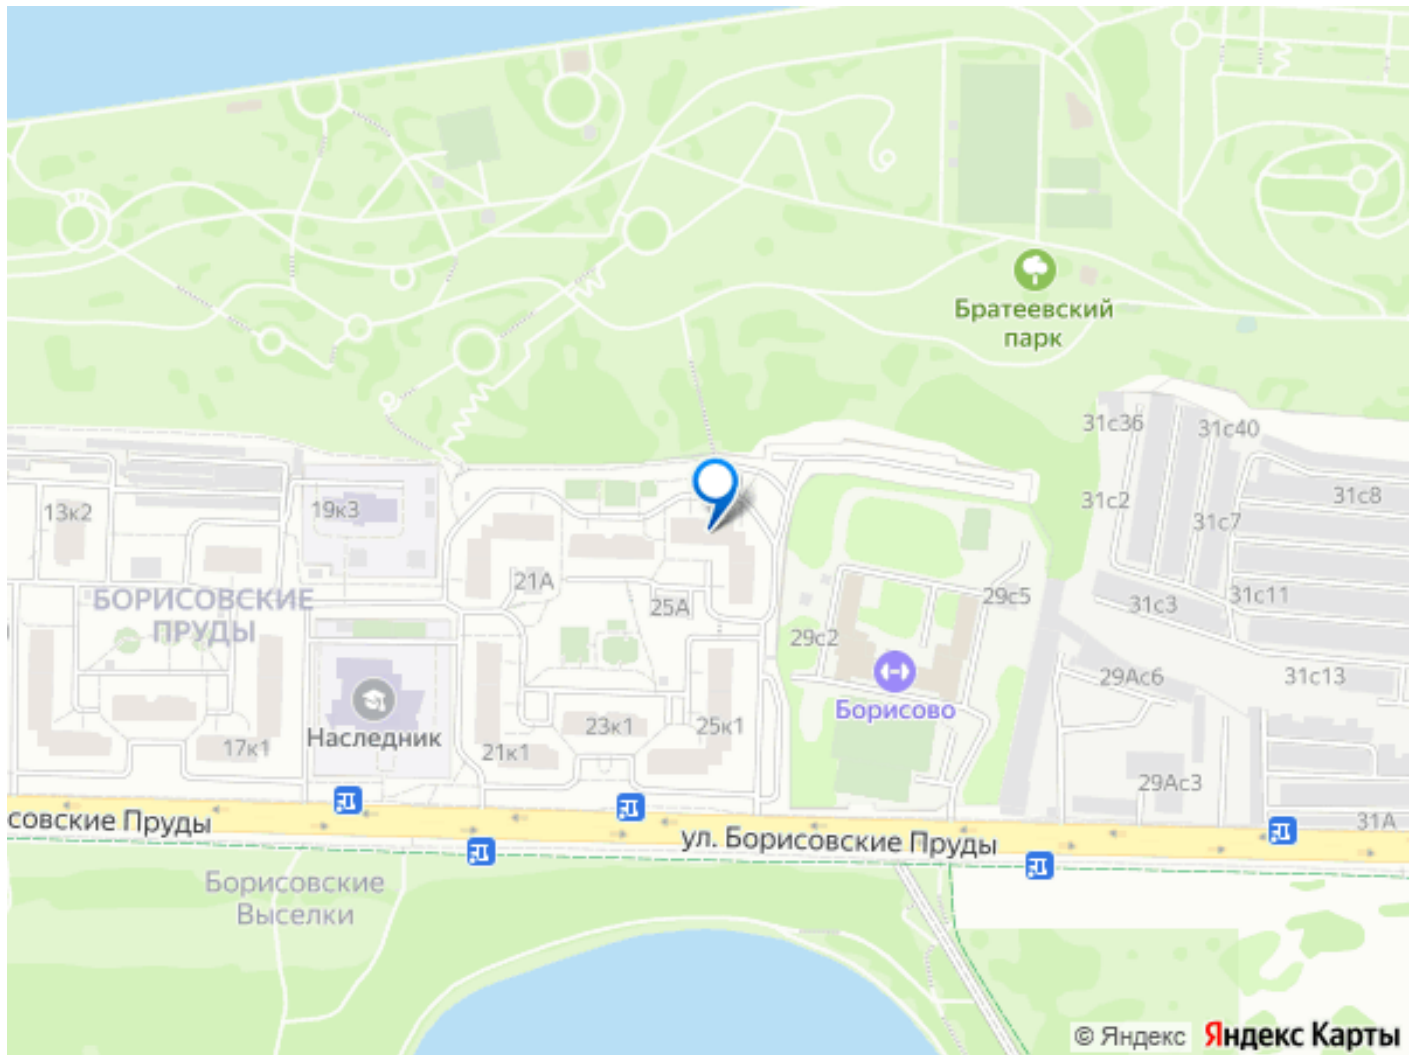 Братеевский
парк
31с36
31с40
31с2
31с8
31с7
13к2
19к3
21А
25А
БОРИСОВСКИЕ
ПРУДЫ
29с5
31с3
31с11
29с2
29Ас6
31с13
Борисово
Наследник
17к1
21к1
23к1
25к1
29Ас3
31А
совские Пруды
ул. Борисовские Пруды
Борисовские
Выселки
© Яндекс Яндекс Карты